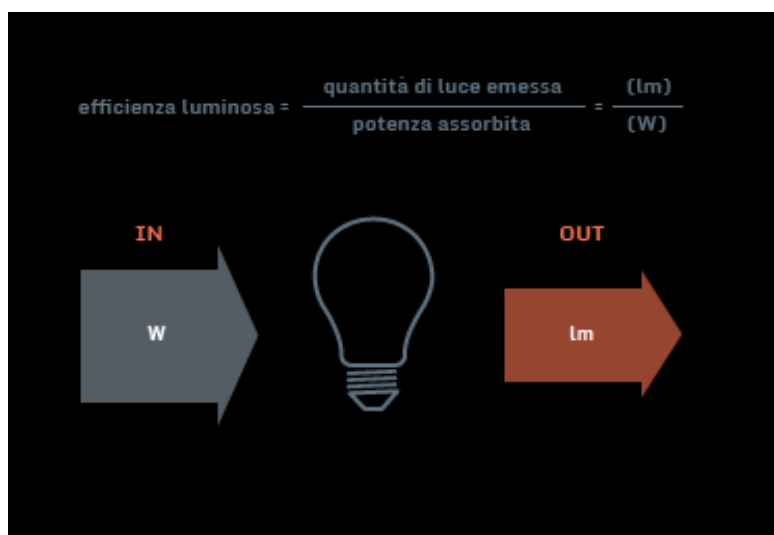 quantità di luce emessa (lm)
efficienza luminosa = =
potenza assorbita (W)
IN OUT
W lm